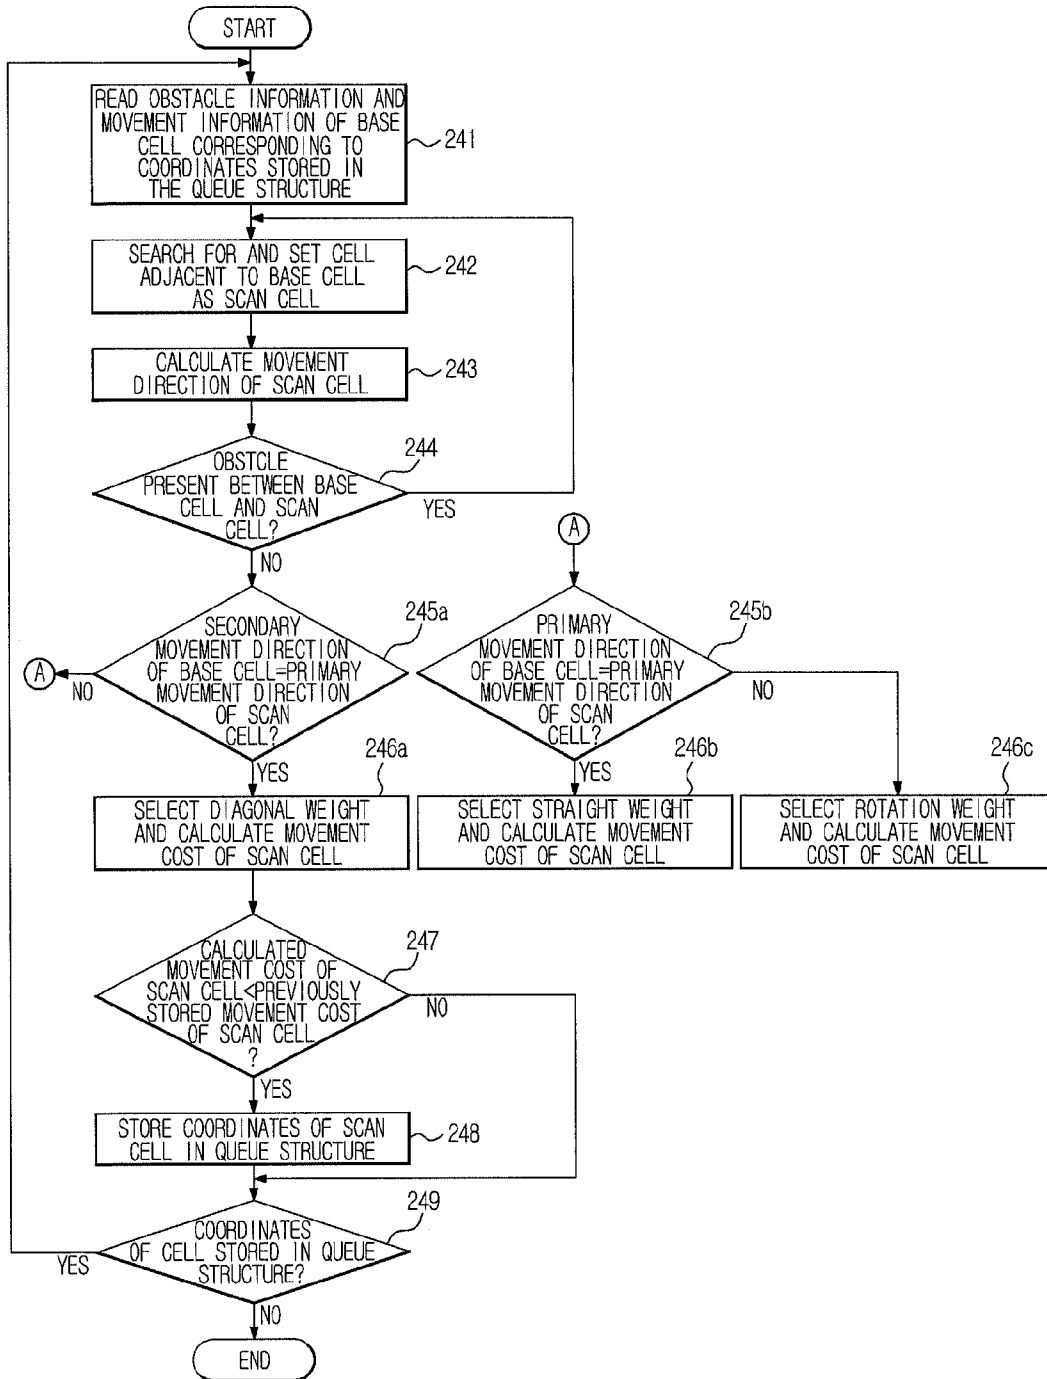 START
READ OBSTACLE INFORMATION AND
MOVEMENT INFORMATION OF BASE
CELL CORRESPONDING TO
COORDINATES STORED IN
THE QUEUE STRUCTURE
241
SEARCH FOR AND SET CELL
ADJACENT TO BASE CELL
AS SCAN CELL
242
CALCULATE MOVEMENT
DIRECTION OF SCAN CELL
243
OBSTCLE
PRESENT BETWEEN BASE
CELL AND SCAN
CELL?
244
YES
NO
A
SECONDARY
MOVEMENT DIRECTION
OF BASE CELL=PRIMARY
MOVEMENT DIRECTION
OF SCAN
CELL?
245a
A
NO
YES
PRIMARY
MOVEMENT DIRECTION
OF BASE CELL=PRIMARY
MOVEMENT DIRECTION
OF SCAN
CELL?
245b
NO
YES
246a
SELECT DIAGONAL WEIGHT
AND CALCULATE MOVEMENT
COST OF SCAN CELL
246b
SELECT STRAIGHT WEIGHT
AND CALCULATE MOVEMENT
COST OF SCAN CELL
246c
SELECT ROTATION WEIGHT
AND CALCULATE MOVEMENT
COST OF SCAN CELL
CALCULATED
MOVEMENT COST OF
SCAN CELL<PREVIOUSLY
STORED MOVEMENT COST
OF SCAN CELL
?
247
NO
YES
STORE COORDINATES OF SCAN
CELL IN QUEUE STRUCTURE
248
COORDINATES
OF CELL STORED IN QUEUE
STRUCTURE?
249
YES
NO
END